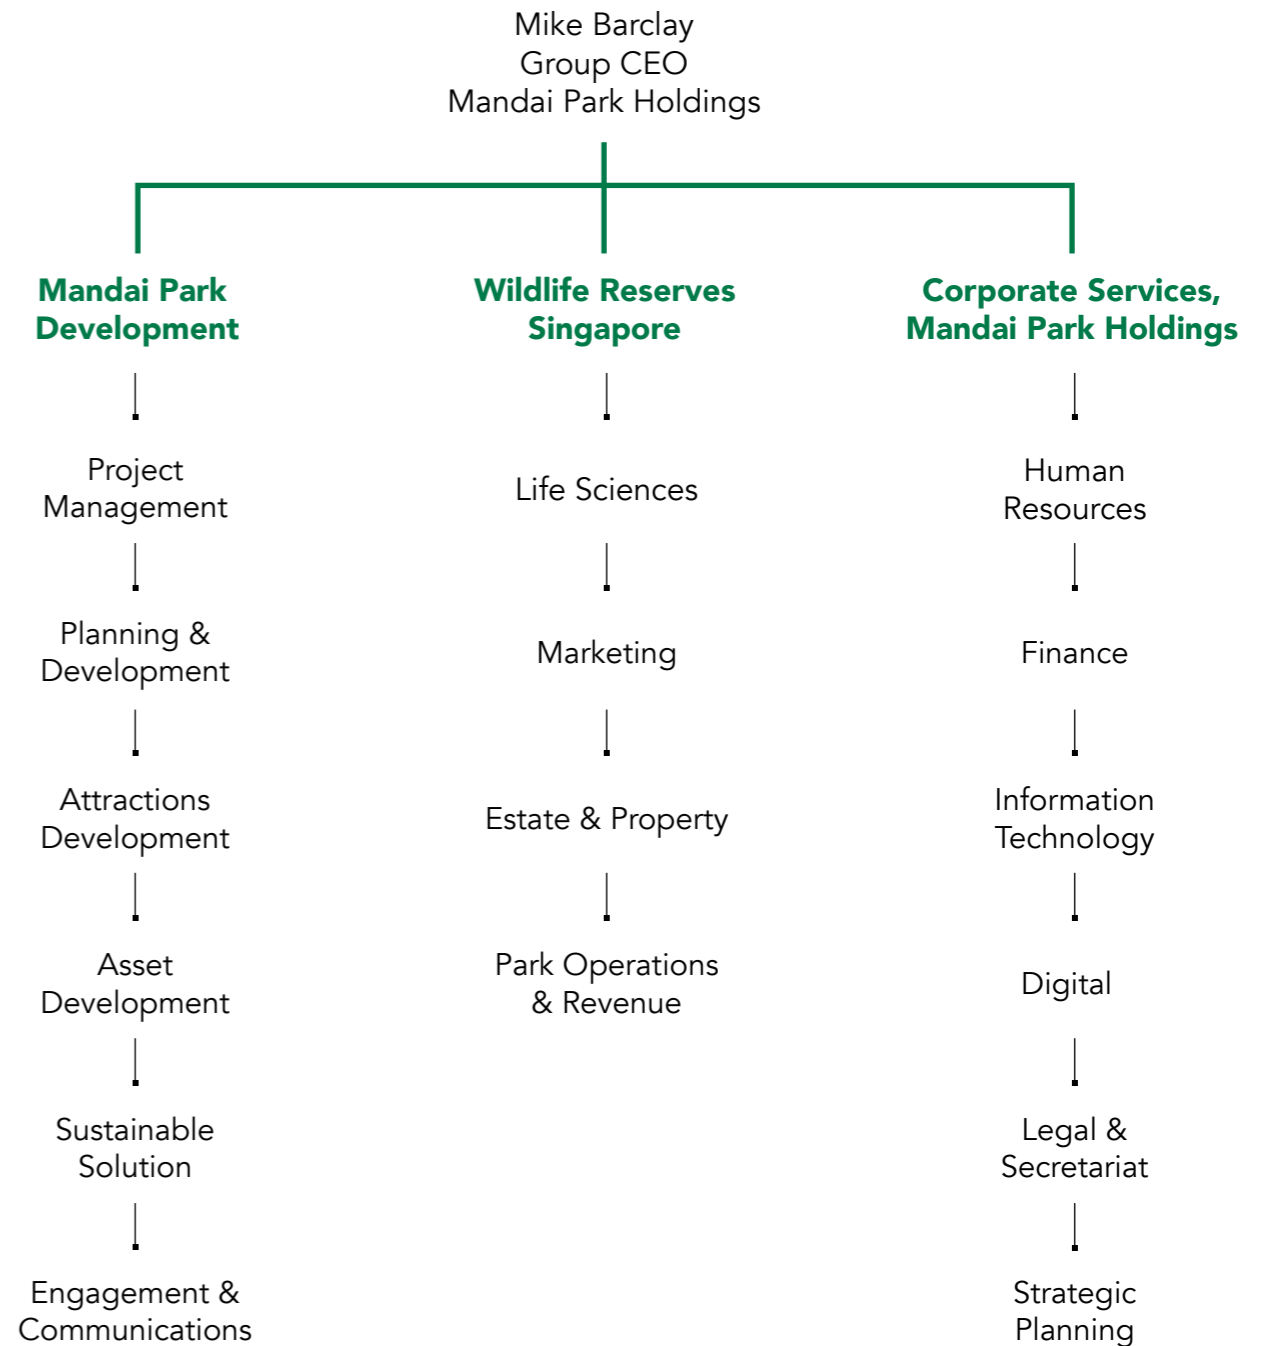 Mike Barclay
Group CEO
Mandai Park Holdings
Mandai Park
Development
Project
Management
Planning &
Development
Attractions
Development
Asset
Development
Sustainable
Solution
Engagement &
Communications
Wildlife Reserves
Singapore
Life Sciences
Marketing
Estate & Property
Park Operations
& Revenue
Corporate Services,
Mandai Park Holdings
Human
Resources
Finance
Information
Technology
Digital
Legal &
Secretariat
Strategic
Planning